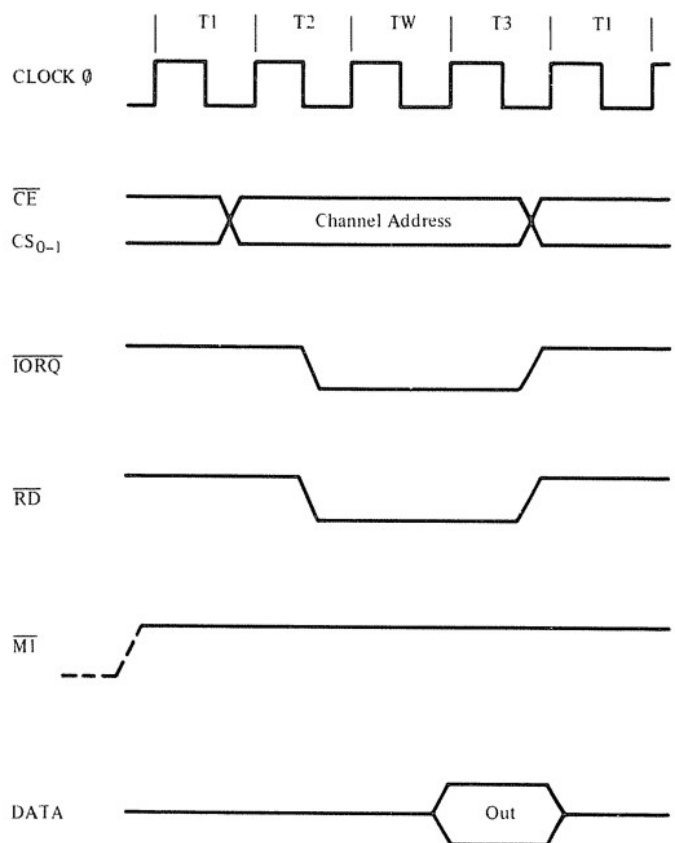 T1 T2 TW T3 T1
CLOCK Ø
CE
Channel Address
CS0-1
IORQ
RD
M1
DATA
Out